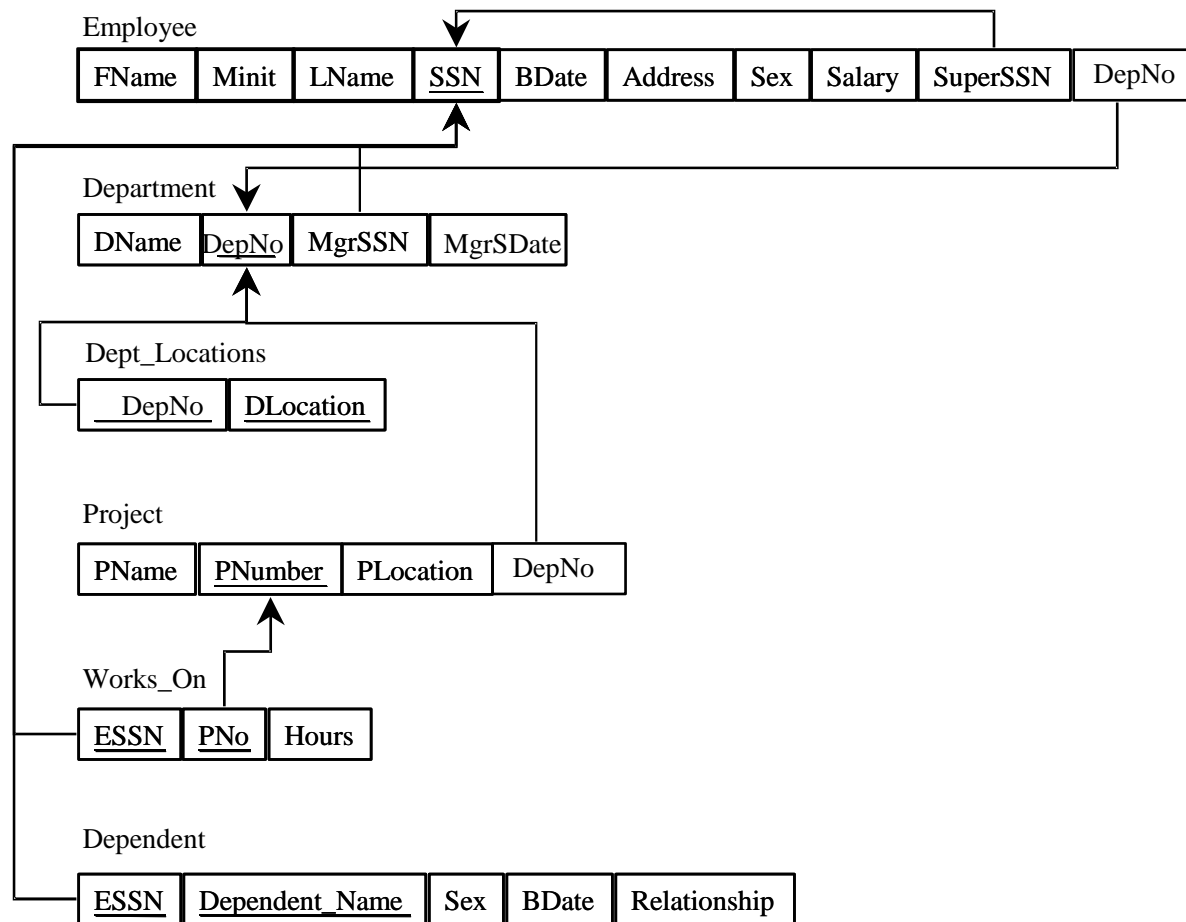 Employee
FName Minit LName SSN BDate Address Sex Salary SuperSSN DepNo
Department
DName DepNo MgrSSN MgrSDate
Dept_Locations
DepNo DLocation
Project
PName PNumber PLocation DepNo
Works_On
ESSN PNo Hours
Dependent
ESSN Dependent_Name Sex BDate Relationship